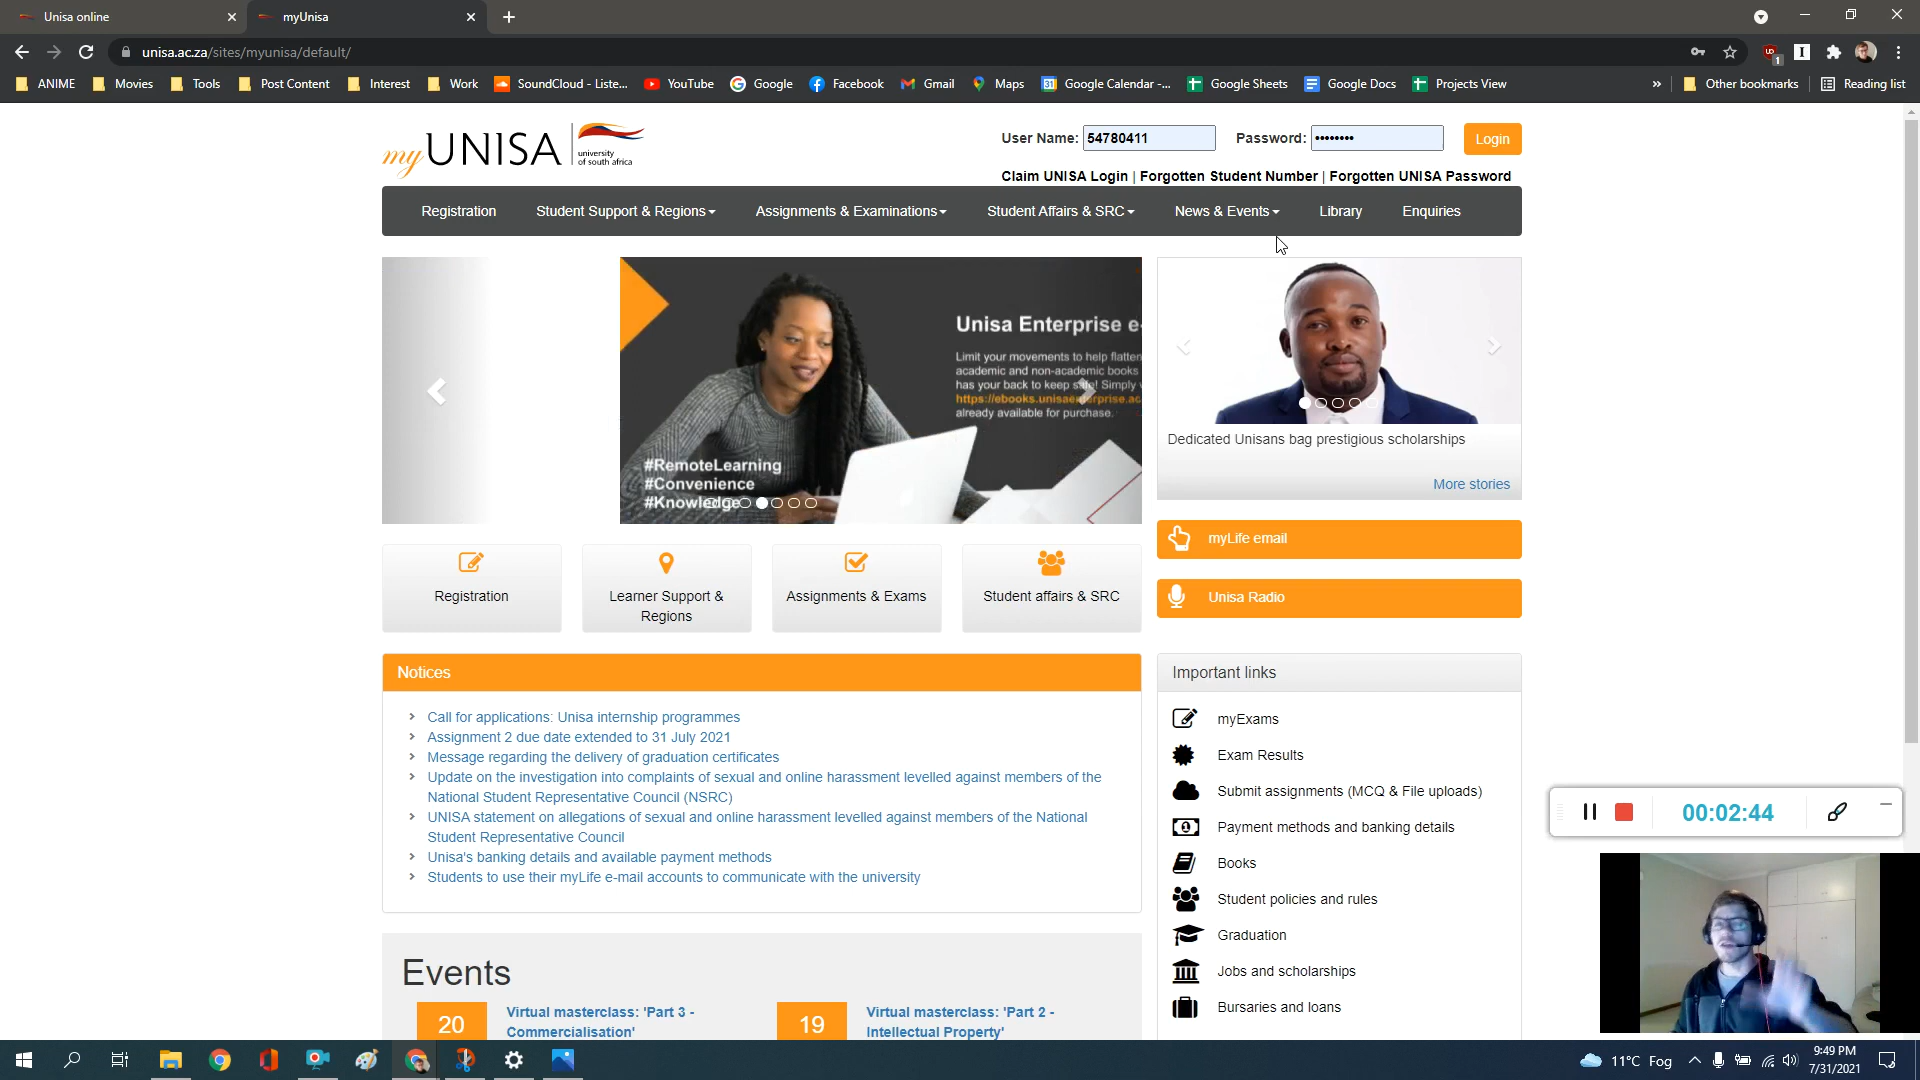 Unisa online
myUnisa
unisa.ac.za/sites/myunisa/default/
ANIME
Movies
Tools
Post Content
Interest
Work
SoundCloud - Liste...
YouTube
Google
Facebook
Gmail
Maps
Google Calendar -...
Google Sheets
Google Docs
Projects View
»
Other bookmarks
Reading list
my UNISA
university
of south africa
User Name: 54780411
Password: ••••••••
Login
Claim UNISA Login | Forgotten Student Number | Forgotten UNISA Password
Registration
Student Support & Regions
Assignments & Examinations
Student Affairs & SRC
News & Events
Library
Enquiries
Unisa Enterprise e-
Limit your movements to help flatten
academic and non-academic books
has your back to keep safe! Simply
https://ebooks.unisaenterprise.ac
already available for purchase.
#RemoteLearning
#Convenience
#Knowledge
Dedicated Unisans bag prestigious scholarships
More stories
myLife email
Unisa Radio
Registration
Learner Support &
Regions
Assignments & Exams
Student affairs & SRC
Notices
Call for applications: Unisa internship programmes
Assignment 2 due date extended to 31 July 2021
Message regarding the delivery of graduation certificates
Update on the investigation into complaints of sexual and online harassment levelled against members of the
National Student Representative Council (NSRC)
UNISA statement on allegations of sexual and online harassment levelled against members of the National
Student Representative Council
Unisa's banking details and available payment methods
Students to use their myLife e-mail accounts to communicate with the university
Important links
myExams
Exam Results
Submit assignments (MCQ & File uploads)
Payment methods and banking details
Books
Student policies and rules
Graduation
Jobs and scholarships
Bursaries and loans
Events
20
Virtual masterclass: 'Part 3 -
Commercialisation'
19
Virtual masterclass: 'Part 2 -
Intellectual Property'
00:02:44
11°C Fog
9:49 PM
7/31/2021